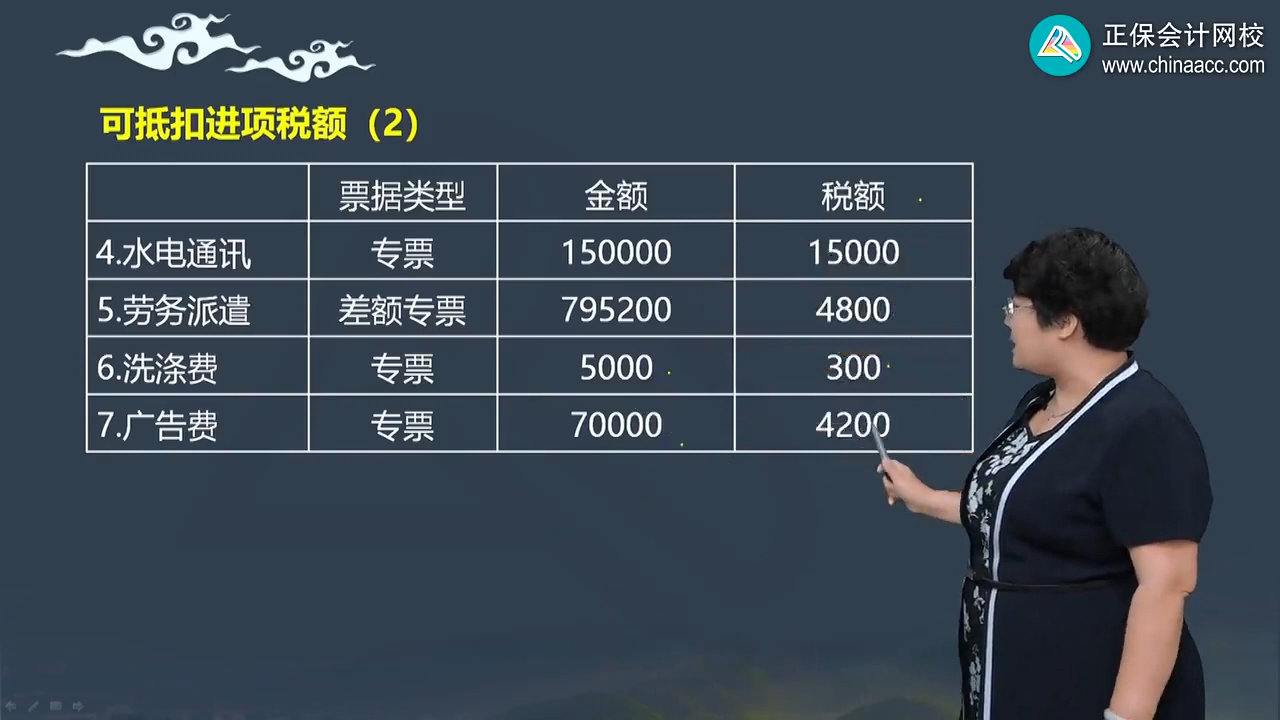 正保会计网校
www.chinaacc.com
可抵扣进项税额（2）
票据类型 金额 税额
4.水电通讯 专票 150000 15000
5.劳务派遣 差额专票 795200 4800
6.洗涤费 专票 5000 300
7.广告费 专票 70000 4200